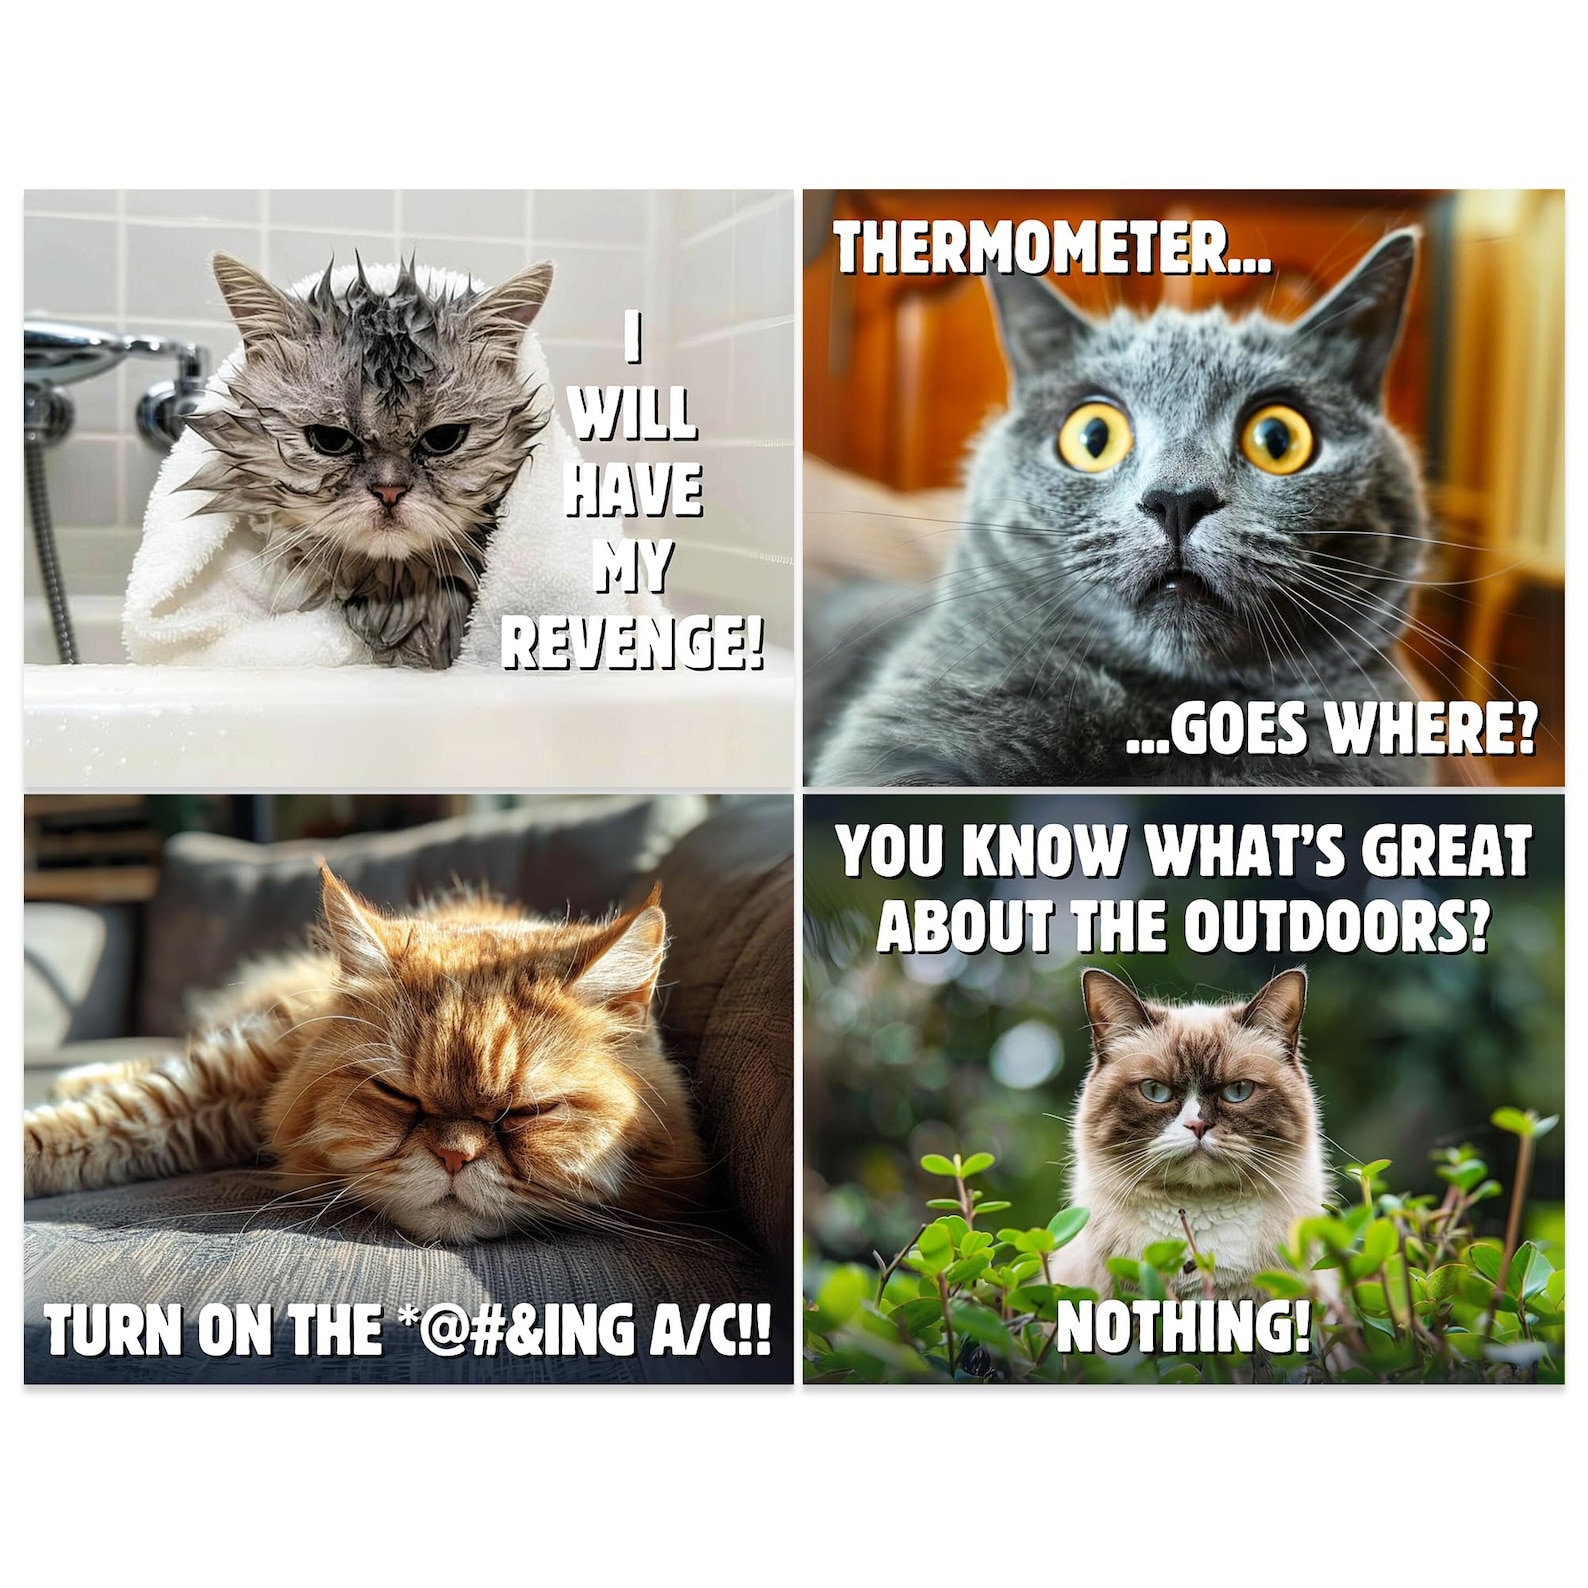 I
WILL
HAVE
MY
REVENGE!
THERMOMETER...
...GOES WHERE?
TURN ON THE *@#&ING A/C!!
YOU KNOW WHAT'S GREAT
ABOUT THE OUTDOORS?
NOTHING!